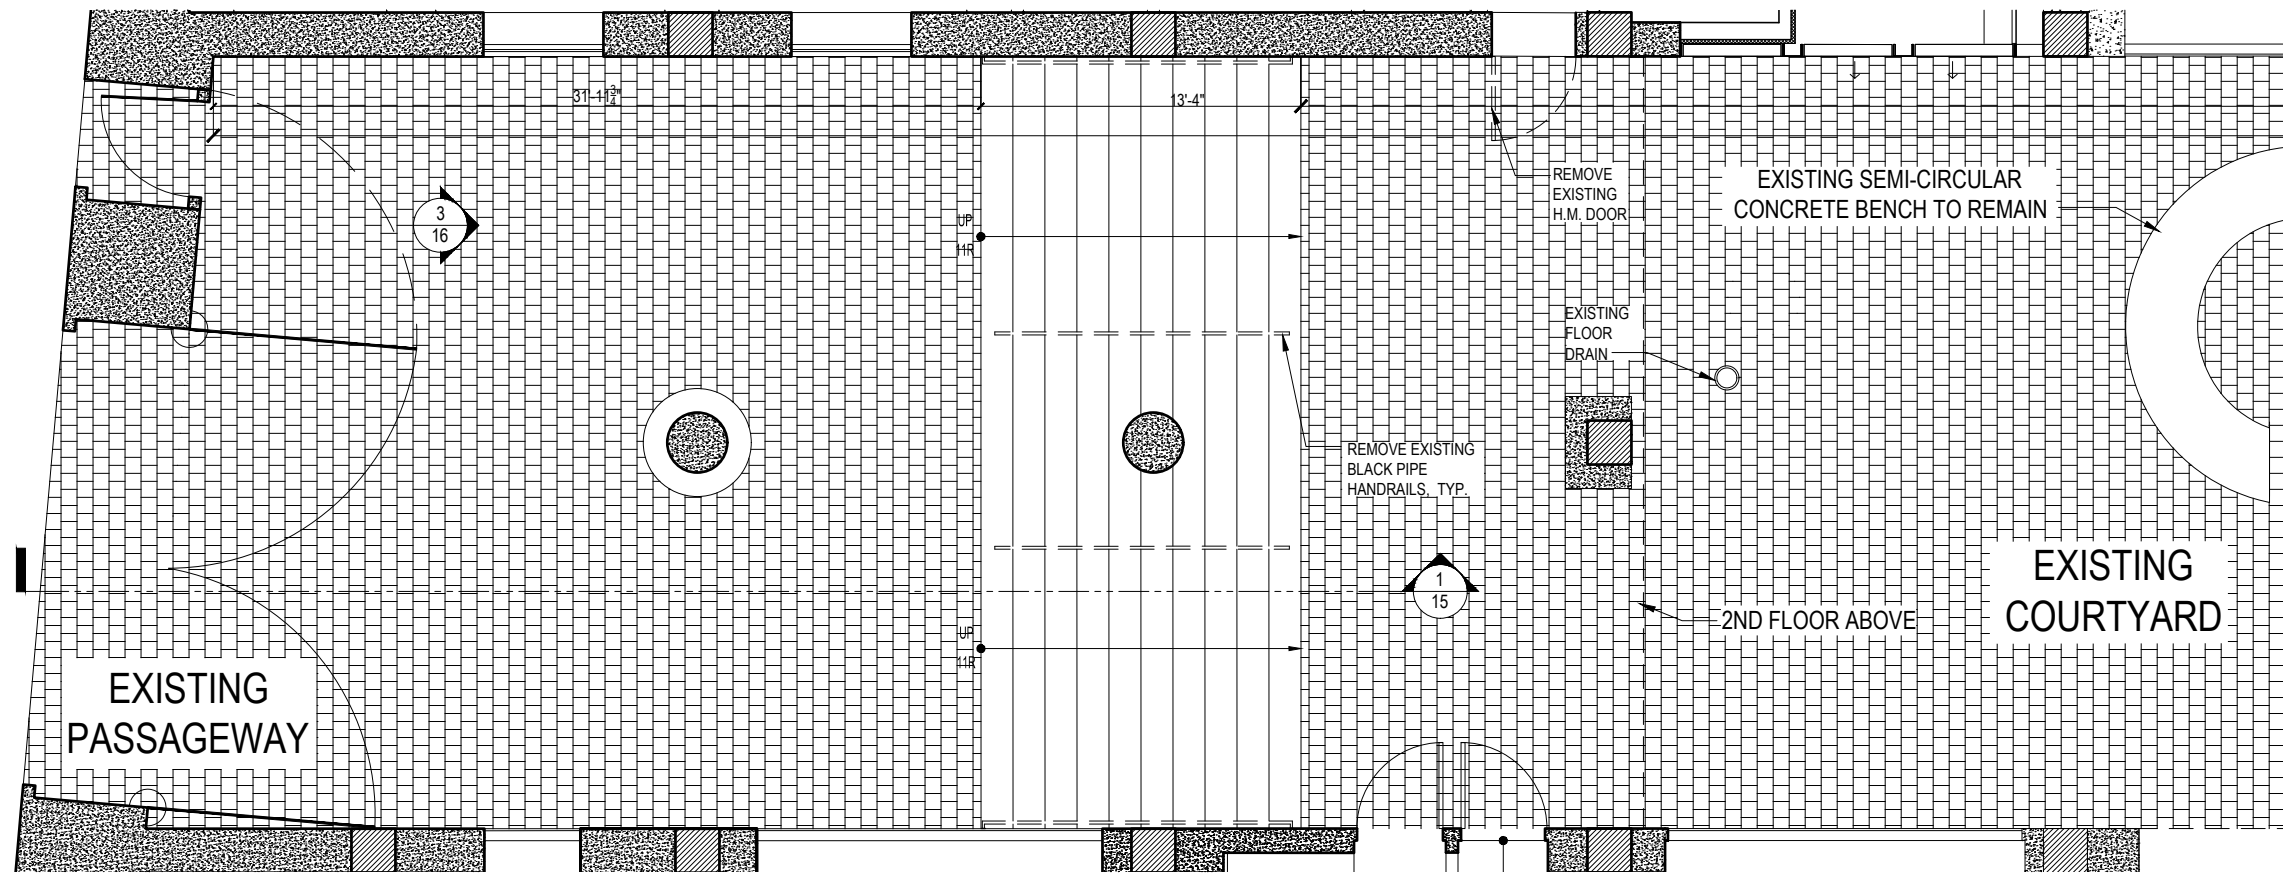 31'-11¾"
13'-4"
REMOVE
EXISTING
H.M. DOOR
EXISTING SEMI-CIRCULAR
CONCRETE BENCH TO REMAIN
3
16
UP
11R
EXISTING
FLOOR
DRAIN
REMOVE EXISTING
BLACK PIPE
HANDRAILS, TYP.
1
15
EXISTING
COURTYARD
2ND FLOOR ABOVE
UP
11R
EXISTING
PASSAGEWAY